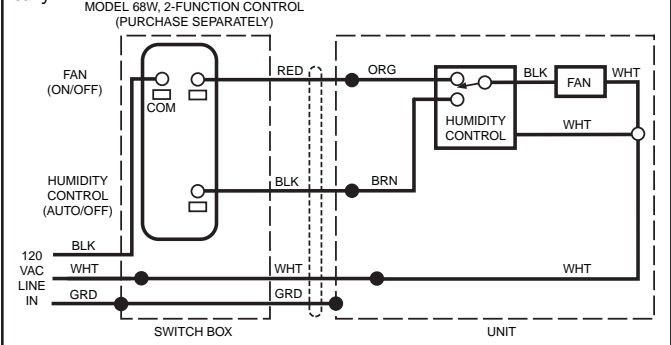 MODEL 68W, 2-FUNCTION CONTROL
(PURCHASE SEPARATELY)
FAN
(ON/OFF)
COM
RED
ORG
BLK
FAN
WHT
HUMIDITY
CONTROL
WHT
HUMIDITY
CONTROL
(AUTO/OFF)
BLK
BRN
120
VAC
LINE
IN
BLK
WHT
WHT
WHT
GRD
GRD
SWITCH BOX
UNIT